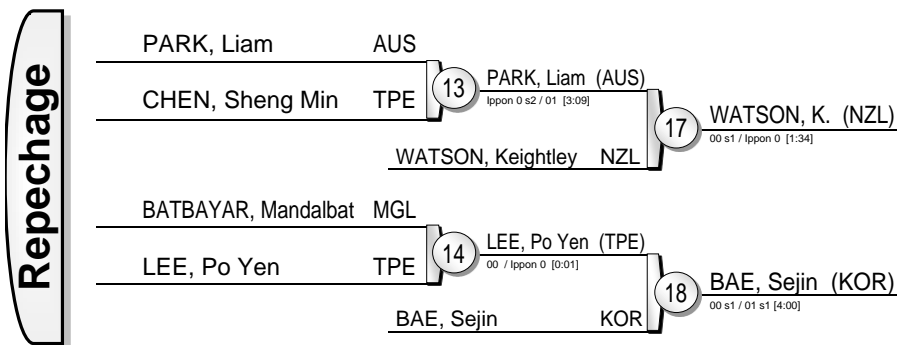 Repechage
PARK, Liam AUS
CHEN, Sheng Min TPE
13
PARK, Liam (AUS)
Ippon 0 s2 / 01 [3:09]
WATSON, Keightley NZL
17
WATSON, K. (NZL)
00 s1 / Ippon 0 [1:34]
BATBAYAR, Mandalbat MGL
LEE, Po Yen TPE
14
LEE, Po Yen (TPE)
00 / Ippon 0 [0:01]
BAE, Sejin KOR
18
BAE, Sejin (KOR)
00 s1 / 01 s1 [4:00]